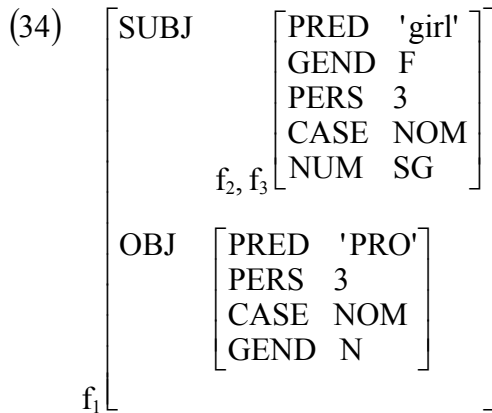 (34) SUBJ PRED 'girl'
GEND F
PERS 3
CASE NOM
f2, f3 NUM SG
OBJ PRED 'PRO'
PERS 3
CASE NOM
GEND N
f1